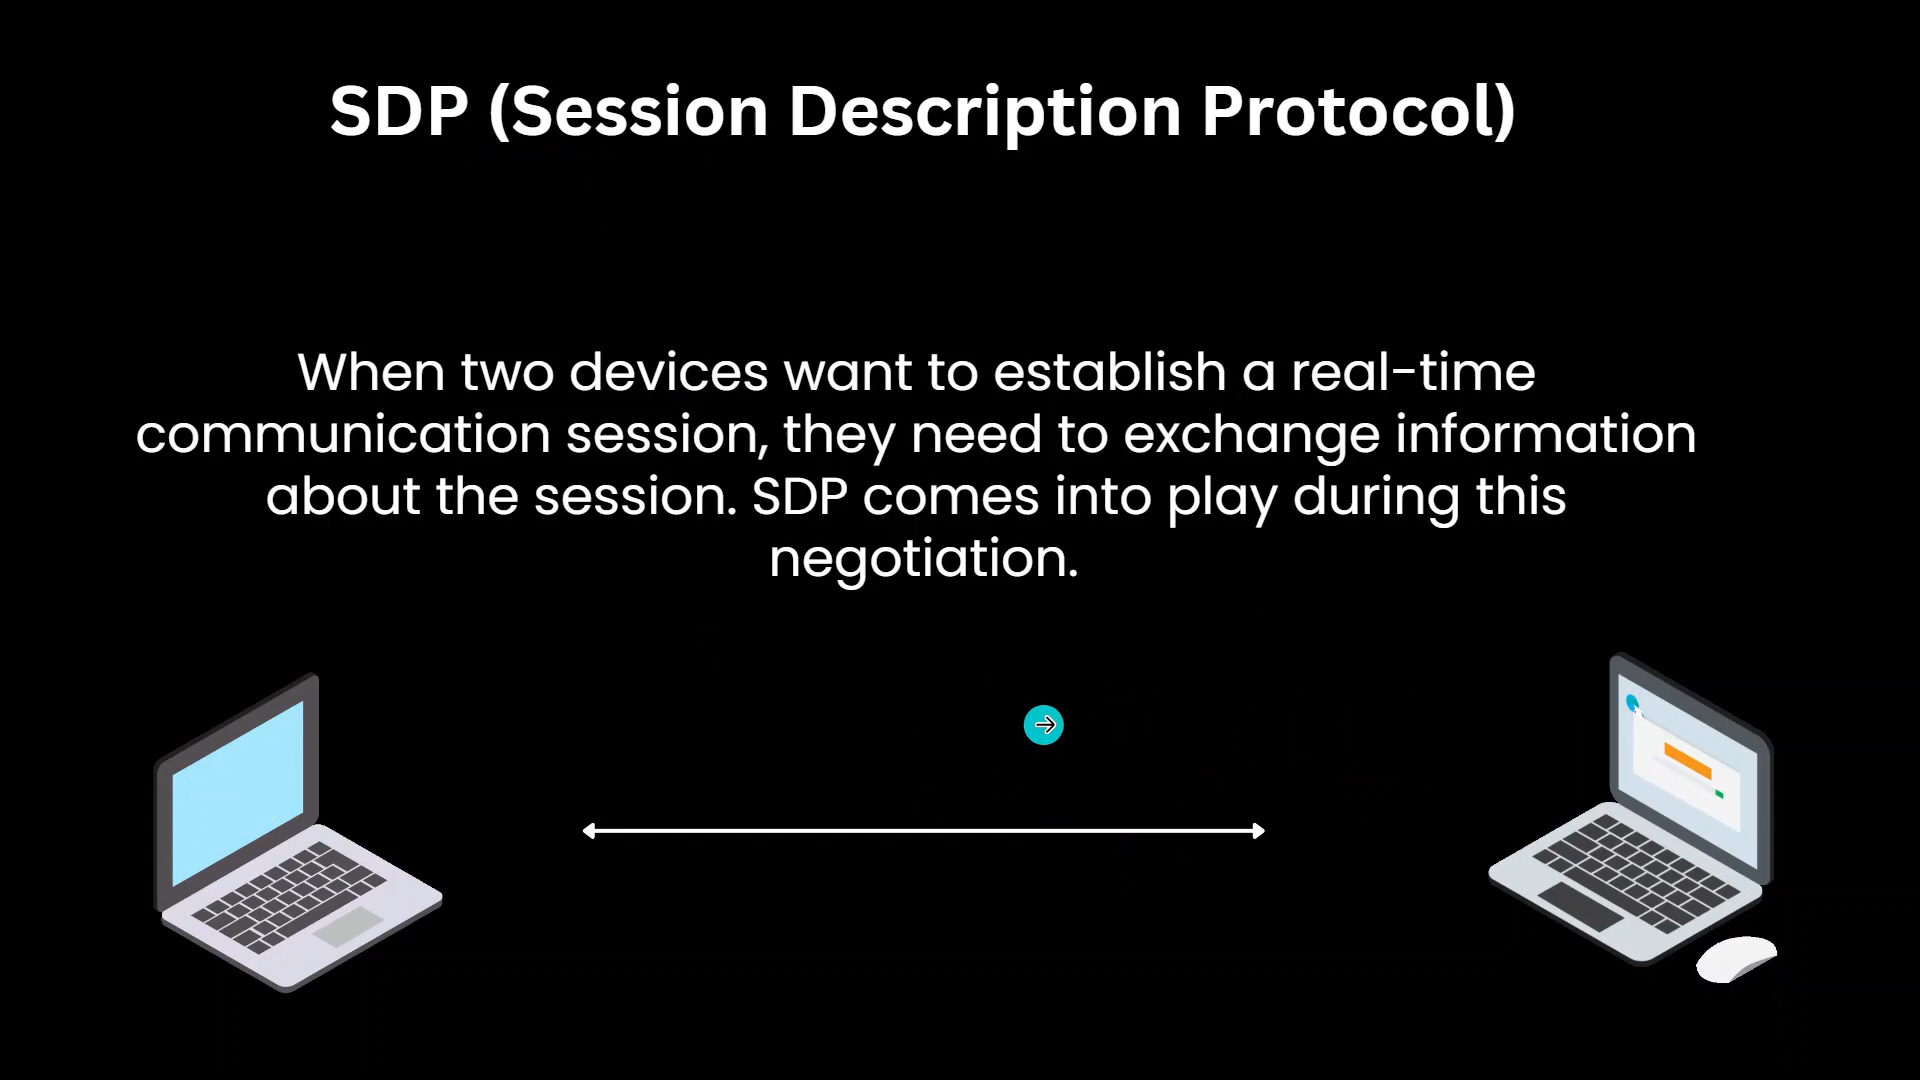 SDP (Session Description Protocol)
When two devices want to establish a real-time
communication session, they need to exchange information
about the session. SDP comes into play during this
negotiation.